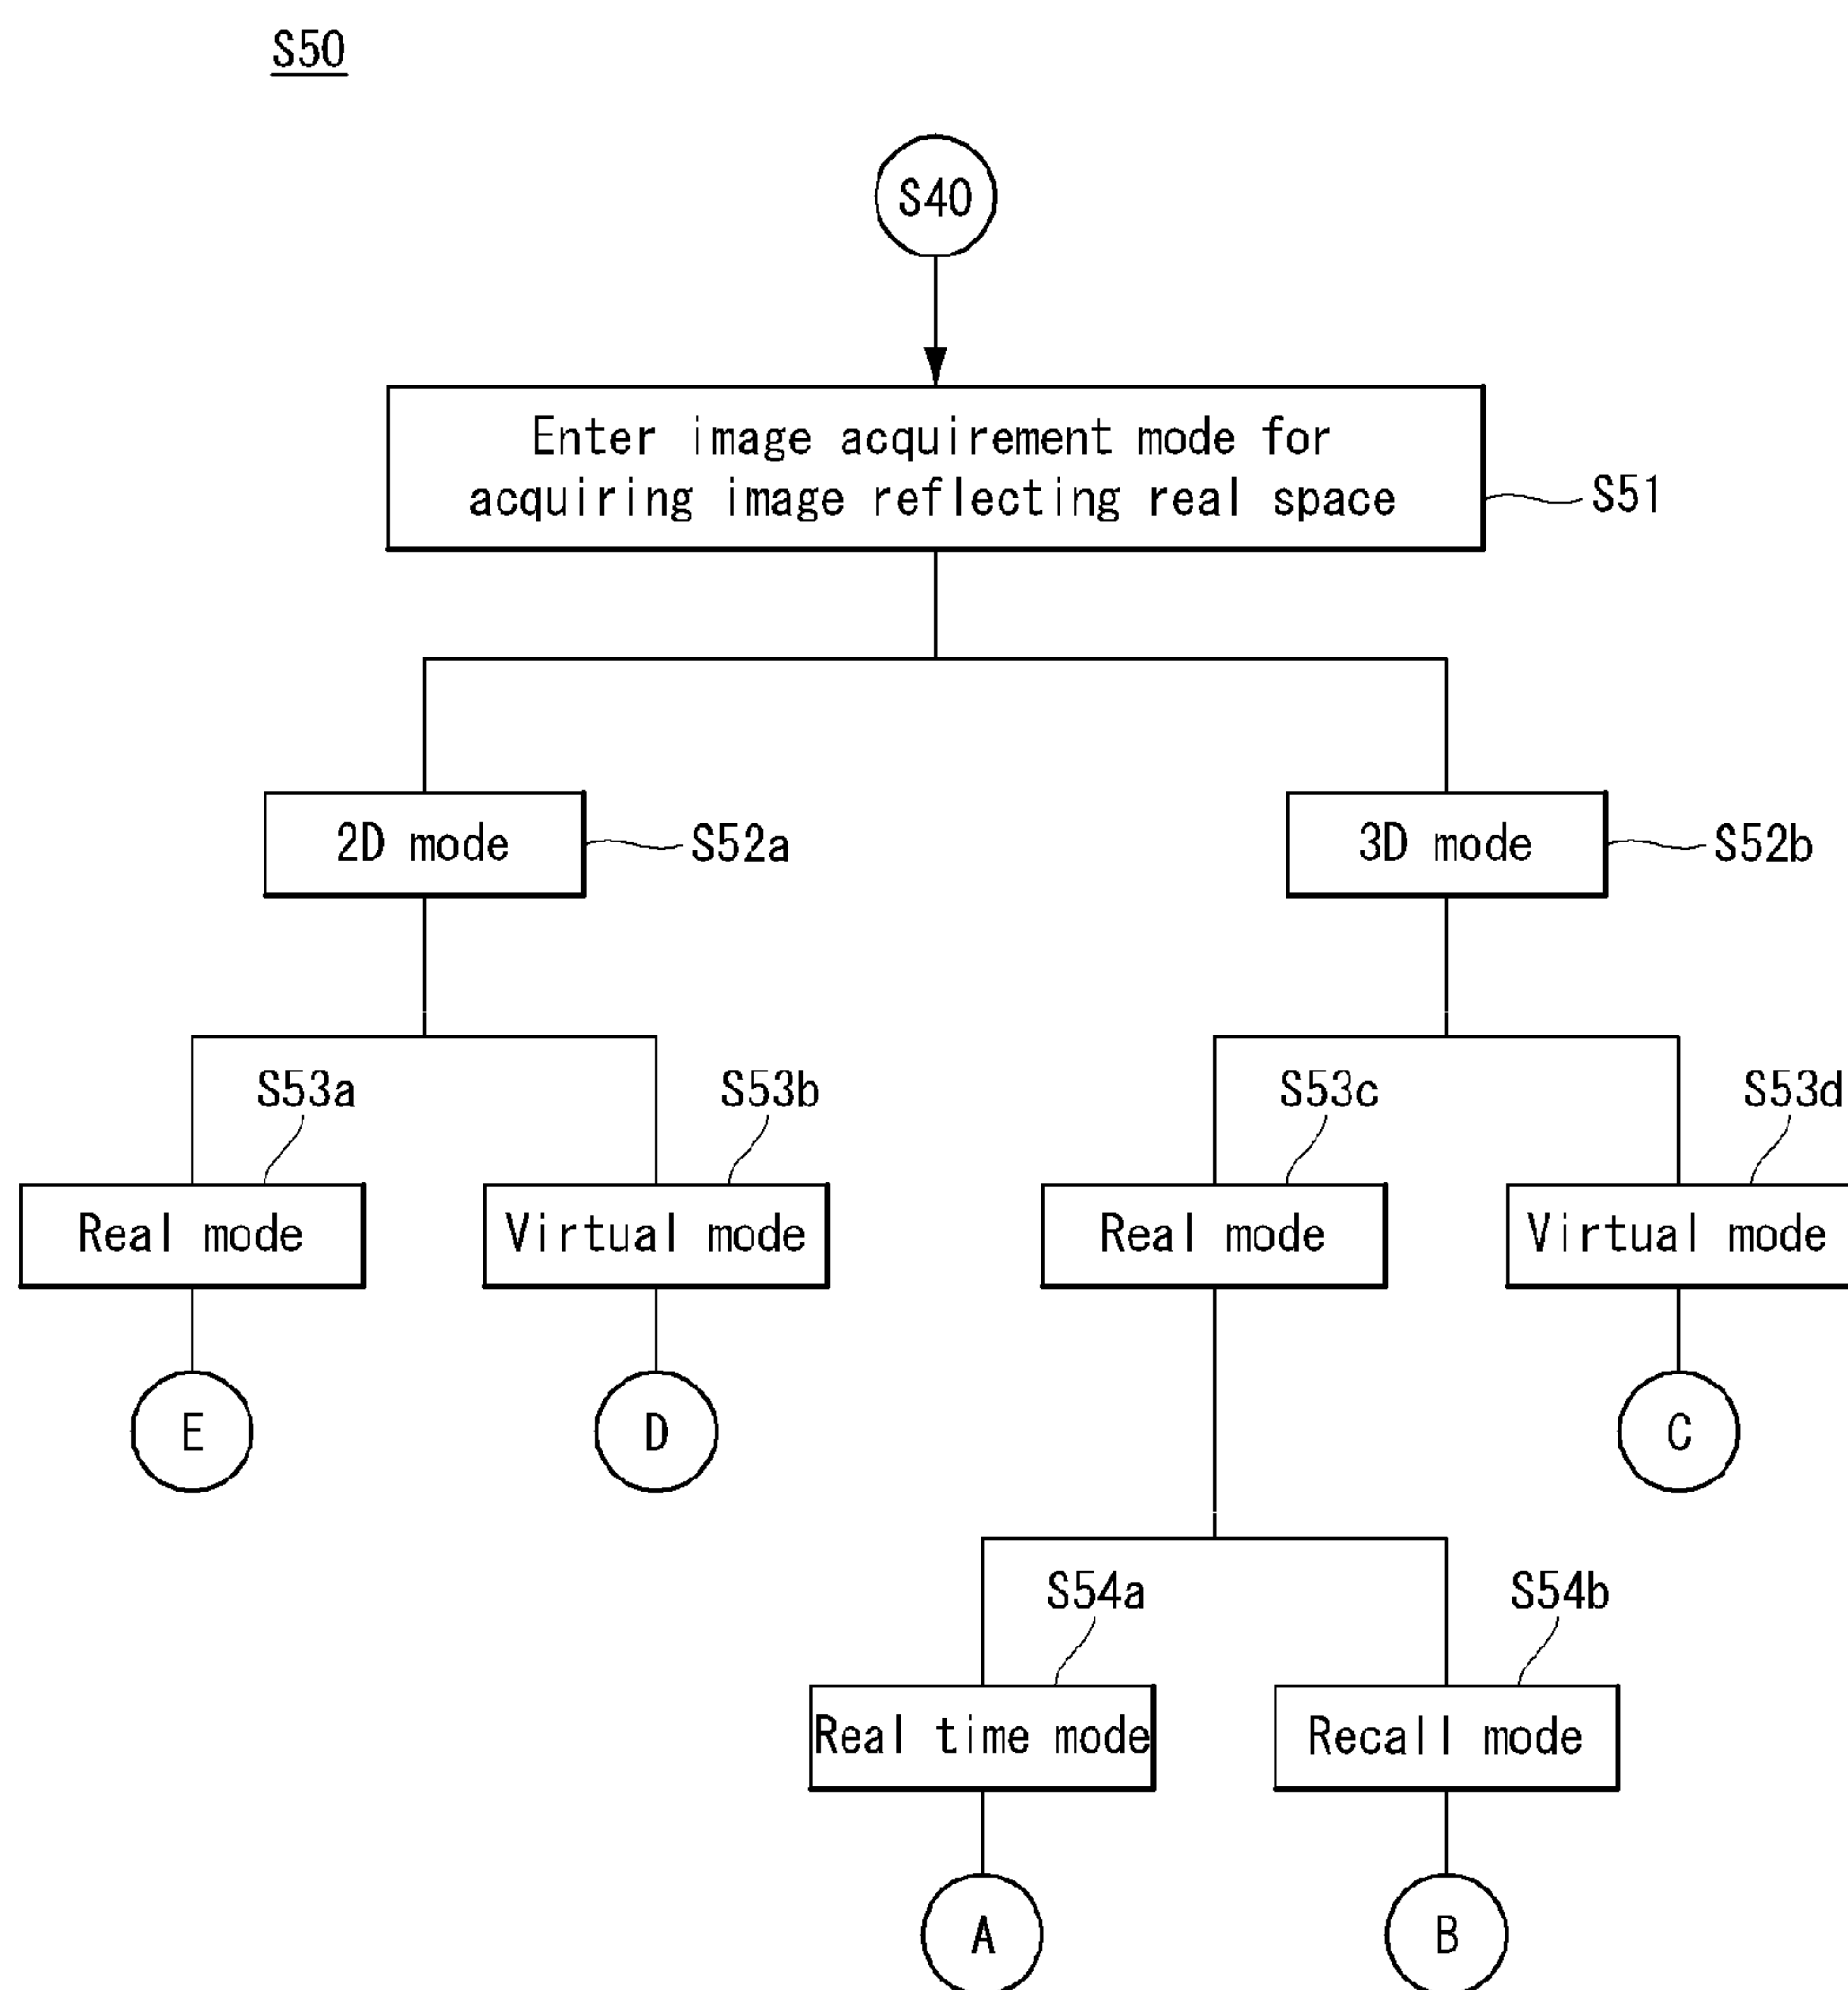 S50
S40
Enter image acquirement mode for
acquiring image reflecting real space
S51
2D mode
S52a
3D mode
S52b
S53a
S53b
S53c
S53d
Real mode
Virtual mode
Real mode
Virtual mode
E
D
C
S54a
S54b
Real time mode
Recall mode
A
B